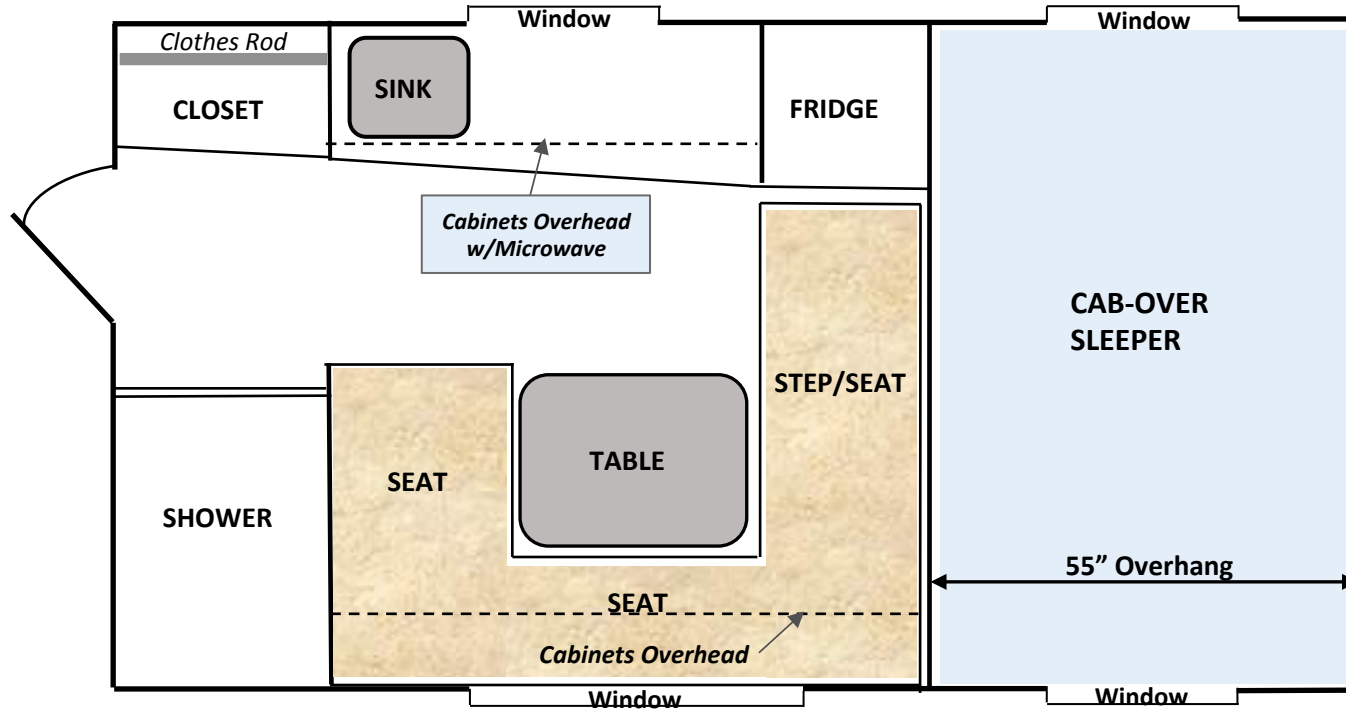 Window
Window
Clothes Rod
SINK
CLOSET
FRIDGE
Cabinets Overhead
w/Microwave
CAB-OVER
SLEEPER
STEP/SEAT
TABLE
SEAT
SHOWER
55” Overhang
SEAT
Cabinets Overhead
Window
Window